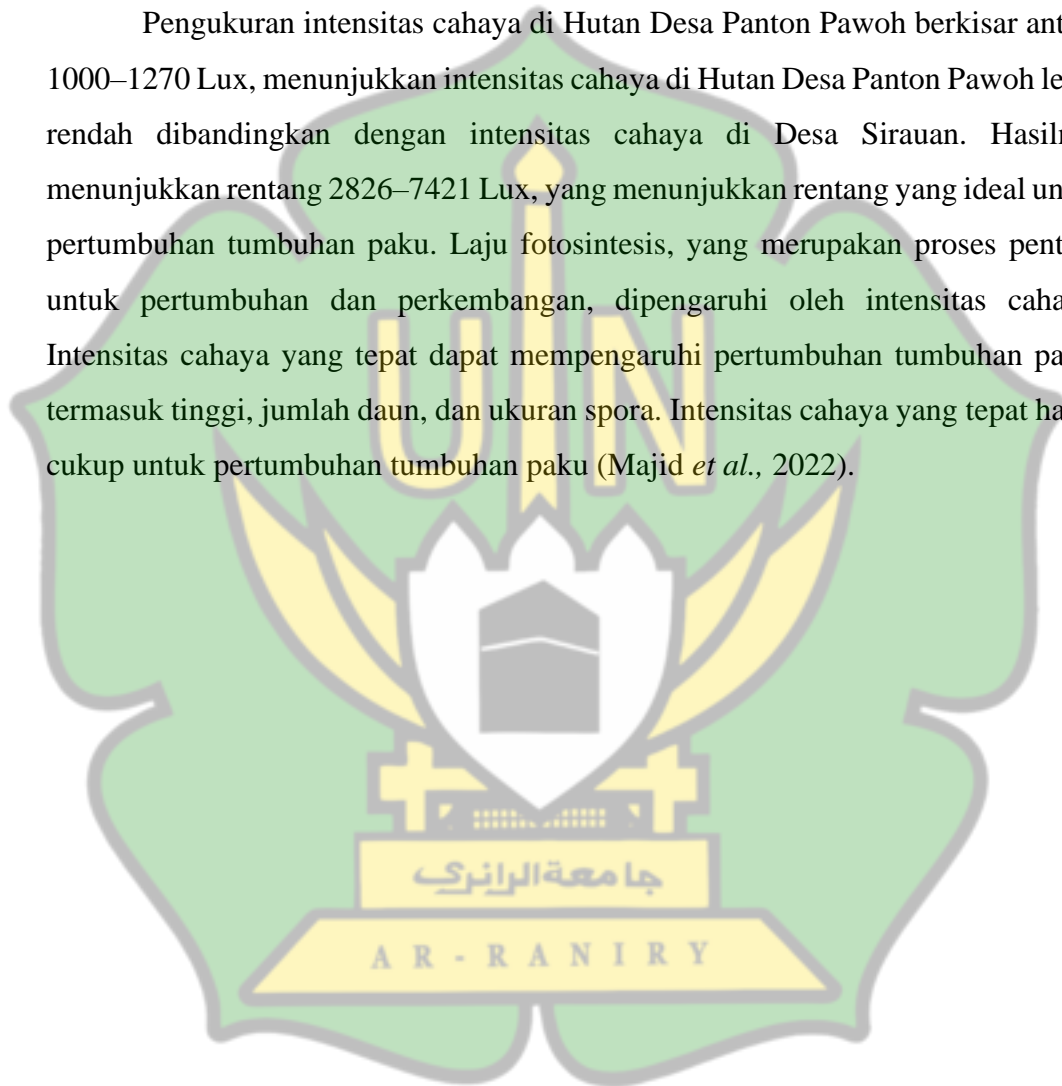 Pengukuran intensitas cahaya di Hutan Desa Panton Pawoh berkisar ant
1000–1270 Lux, menunjukkan intensitas cahaya di Hutan Desa Panton Pawoh le
rendah dibandingkan dengan intensitas cahaya di Desa Sirauan. Hasiln
menunjukkan rentang 2826–7421 Lux, yang menunjukkan rentang yang ideal un
pertumbuhan tumbuhan paku. Laju fotosintesis, yang merupakan proses pent
untuk pertumbuhan dan perkembangan, dipengaruhi oleh intensitas caha
Intensitas cahaya yang tepat dapat mempengaruhi pertumbuhan tumbuhan pa
termasuk tinggi, jumlah daun, dan ukuran spora. Intensitas cahaya yang tepat ha
cukup untuk pertumbuhan tumbuhan paku (Majid et al., 2022).
UIN
جامعة الرانري
AR-RANIRY